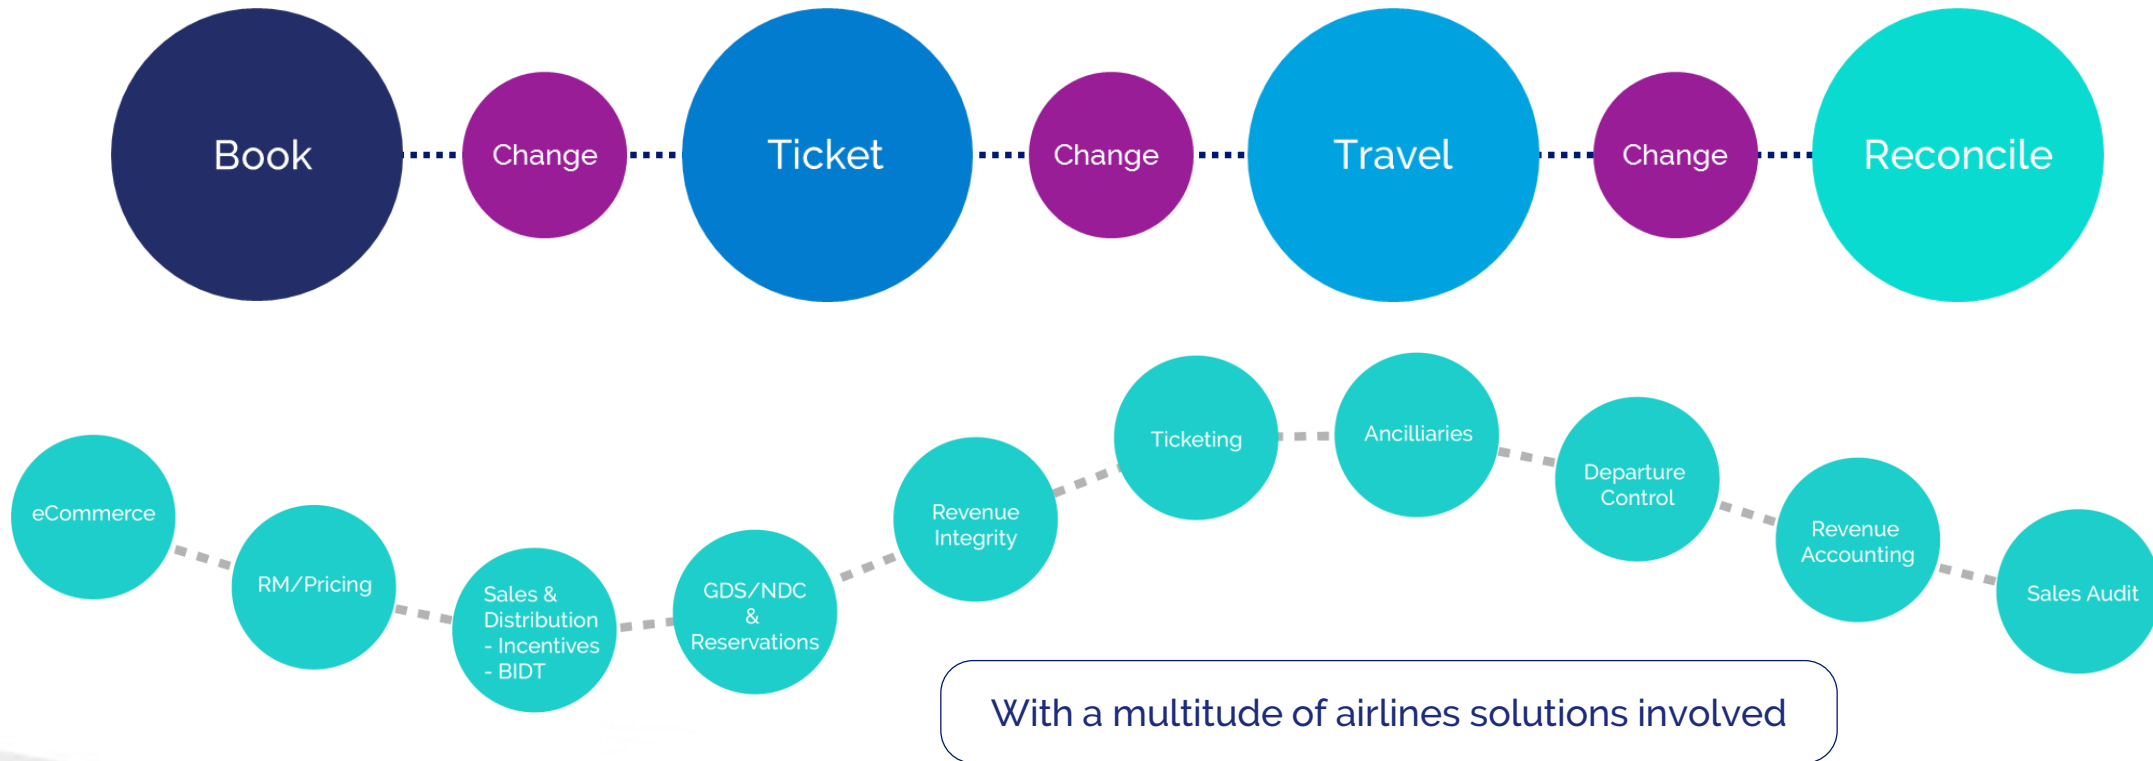 Book
Change
Ticket
Change
Travel
Change
Reconcile
eCommerce
RM/Pricing
Sales &
Distribution
- Incentives
- BIDT
GDS/NDC
&
Reservations
Revenue
Integrity
Ticketing
Ancilliaries
Departure
Control
Revenue
Accounting
Sales Audit
With a multitude of airlines solutions involved